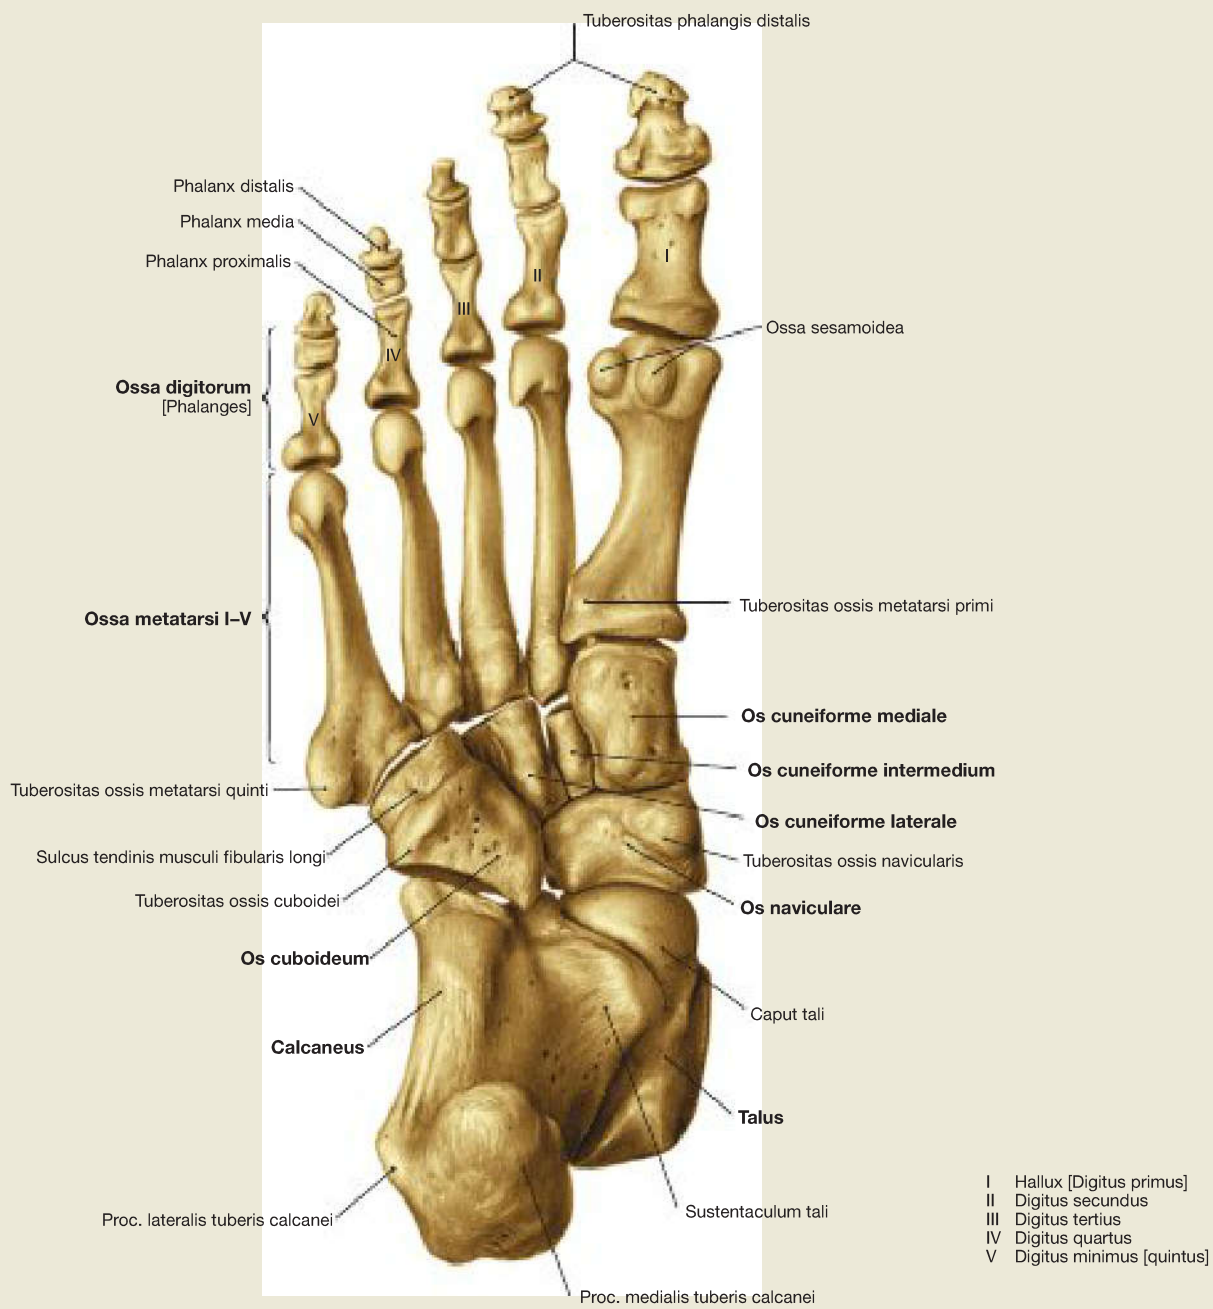 Tuberositas phalangis distalis
Phalanx distalis
Phalanx media
Phalanx proximalis
I
II
III
IV
V
Ossa sesamoidea
Ossa digitorum
[Phalanges]
Tuberositas ossis metatarsi primi
Ossa metatarsi I–V
Os cuneiforme mediale
Os cuneiforme intermedium
Tuberositas ossis metatarsi quinti
Os cuneiforme laterale
Sulcus tendinis musculi fibularis longi
Tuberositas ossis navicularis
Tuberositas ossis cuboidei
Os naviculare
Os cuboideum
Caput tali
Calcaneus
Talus
Proc. lateralis tuberis calcanei
Sustentaculum tali
Proc. medialis tuberis calcanei
I Hallux [Digitus primus]
II Digitus secundus
III Digitus tertius
IV Digitus quartus
V Digitus minimus [quintus]